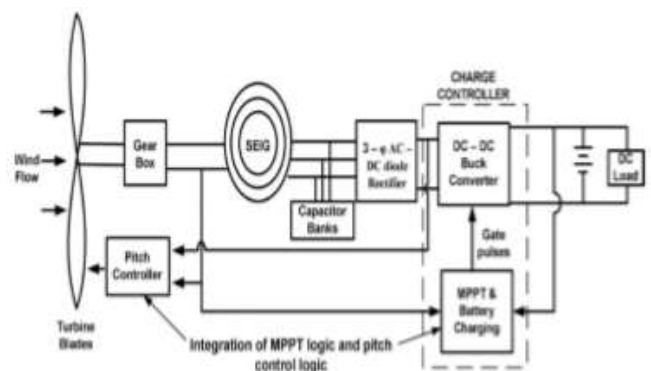 CHARGE
CONTROLLER
Gear
Box
SEIG
3 – φ AC –
DC diode
Rectifier
DC – DC
Buck
Converter
DC
Load
Wind
Flow
Capacitor
Banks
Gate
pulses
Pitch
Controller
MPPT &
Battery
Charging
Turbine
Blades
Integration of MPPT logic and pitch
control logic